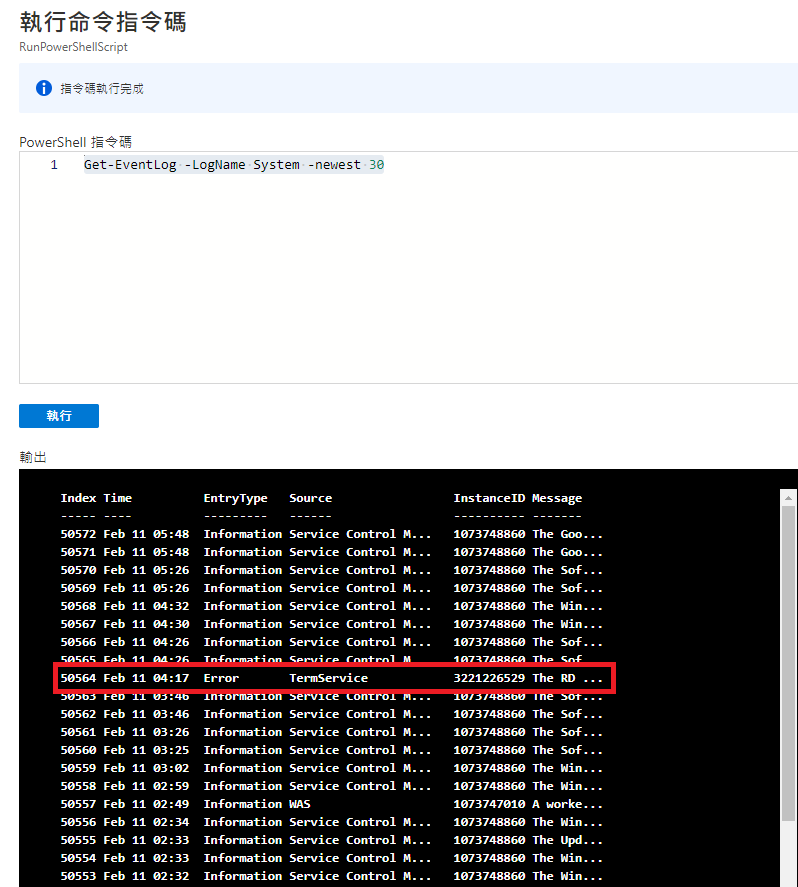 執行命令指令碼
RunPowerShellScript
指令碼執行完成
PowerShell 指令碼
1 Get-EventLog -LogName System -newest 30
執行
輸出
Index Time EntryType Source InstanceID Message
----- ---- --------- ------ ---------- -------
50572 Feb 11 05:48 Information Service Control M... 1073748860 The Goo...
50571 Feb 11 05:48 Information Service Control M... 1073748860 The Goo...
50570 Feb 11 05:26 Information Service Control M... 1073748860 The Sof...
50569 Feb 11 05:26 Information Service Control M... 1073748860 The Sof...
50568 Feb 11 04:32 Information Service Control M... 1073748860 The Win...
50567 Feb 11 04:30 Information Service Control M... 1073748860 The Win...
50566 Feb 11 04:26 Information Service Control M... 1073748860 The Sof...
50565 Feb 11 04:26 Information Service Control M... 1073748860 The Sof...
50564 Feb 11 04:17 Error TermService 3221226529 The RD ...
50563 Feb 11 03:46 Information Service Control M... 1073748860 The Sof...
50562 Feb 11 03:46 Information Service Control M... 1073748860 The Sof...
50561 Feb 11 03:26 Information Service Control M... 1073748860 The Sof...
50560 Feb 11 03:25 Information Service Control M... 1073748860 The Sof...
50559 Feb 11 03:02 Information Service Control M... 1073748860 The Win...
50558 Feb 11 02:59 Information Service Control M... 1073748860 The Win...
50557 Feb 11 02:49 Information WAS 1073747010 A worke...
50556 Feb 11 02:34 Information Service Control M... 1073748860 The Win...
50555 Feb 11 02:33 Information Service Control M... 1073748860 The Upd...
50554 Feb 11 02:33 Information Service Control M... 1073748860 The Win...
50553 Feb 11 02:32 Information Service Control M... 1073748860 The Win...